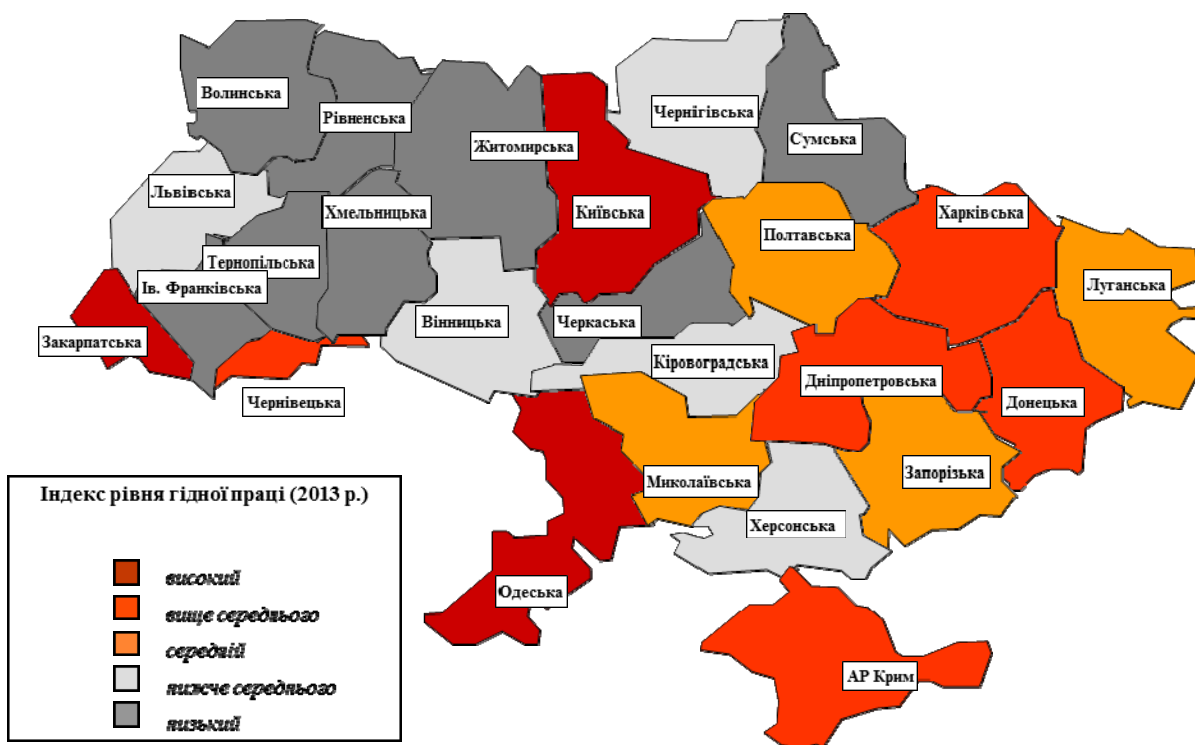 Волинська
Рівненська
Житомирська
Чернігівська
Сумська
Львівська
Хмельницька
Київська
Полтавська
Харківська
Тернопільська
Ів. Франківська
Луганська
Закарпатська
Вінницька
Черкаська
Кіровоградська
Чернівецька
Дніпропетровська
Донецька
Миколаївська
Запорізька
Херсонська
Одеська
АР Крим
Індекс рівня гідної праці (2013 р.)
високий
вище середнього
середній
нижче середнього
низький